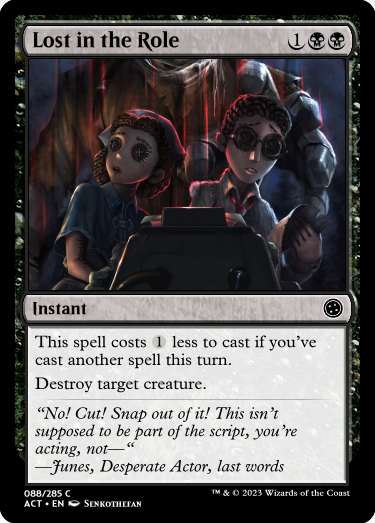 Lost in the Role 1
Instant
This spell costs 1 less to cast if you've
cast another spell this turn.
Destroy target creature.
"No! Cut! Snap out of it! This isn't
supposed to be part of the script, you're
acting, not—"
—Junes, Desperate Actor, last words
088/285 C
ACT • EN SENKOTHEFAN
™ & © 2023 Wizards of the Coast